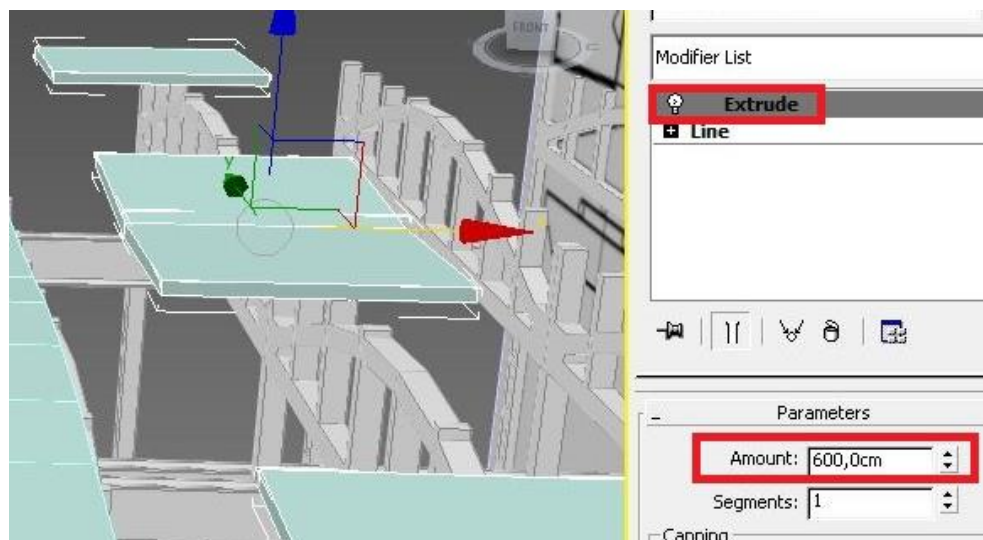 FRONT
y
Modifier List
Extrude
Line
Parameters
Amount: 600,0cm
Segments: 1
Capping